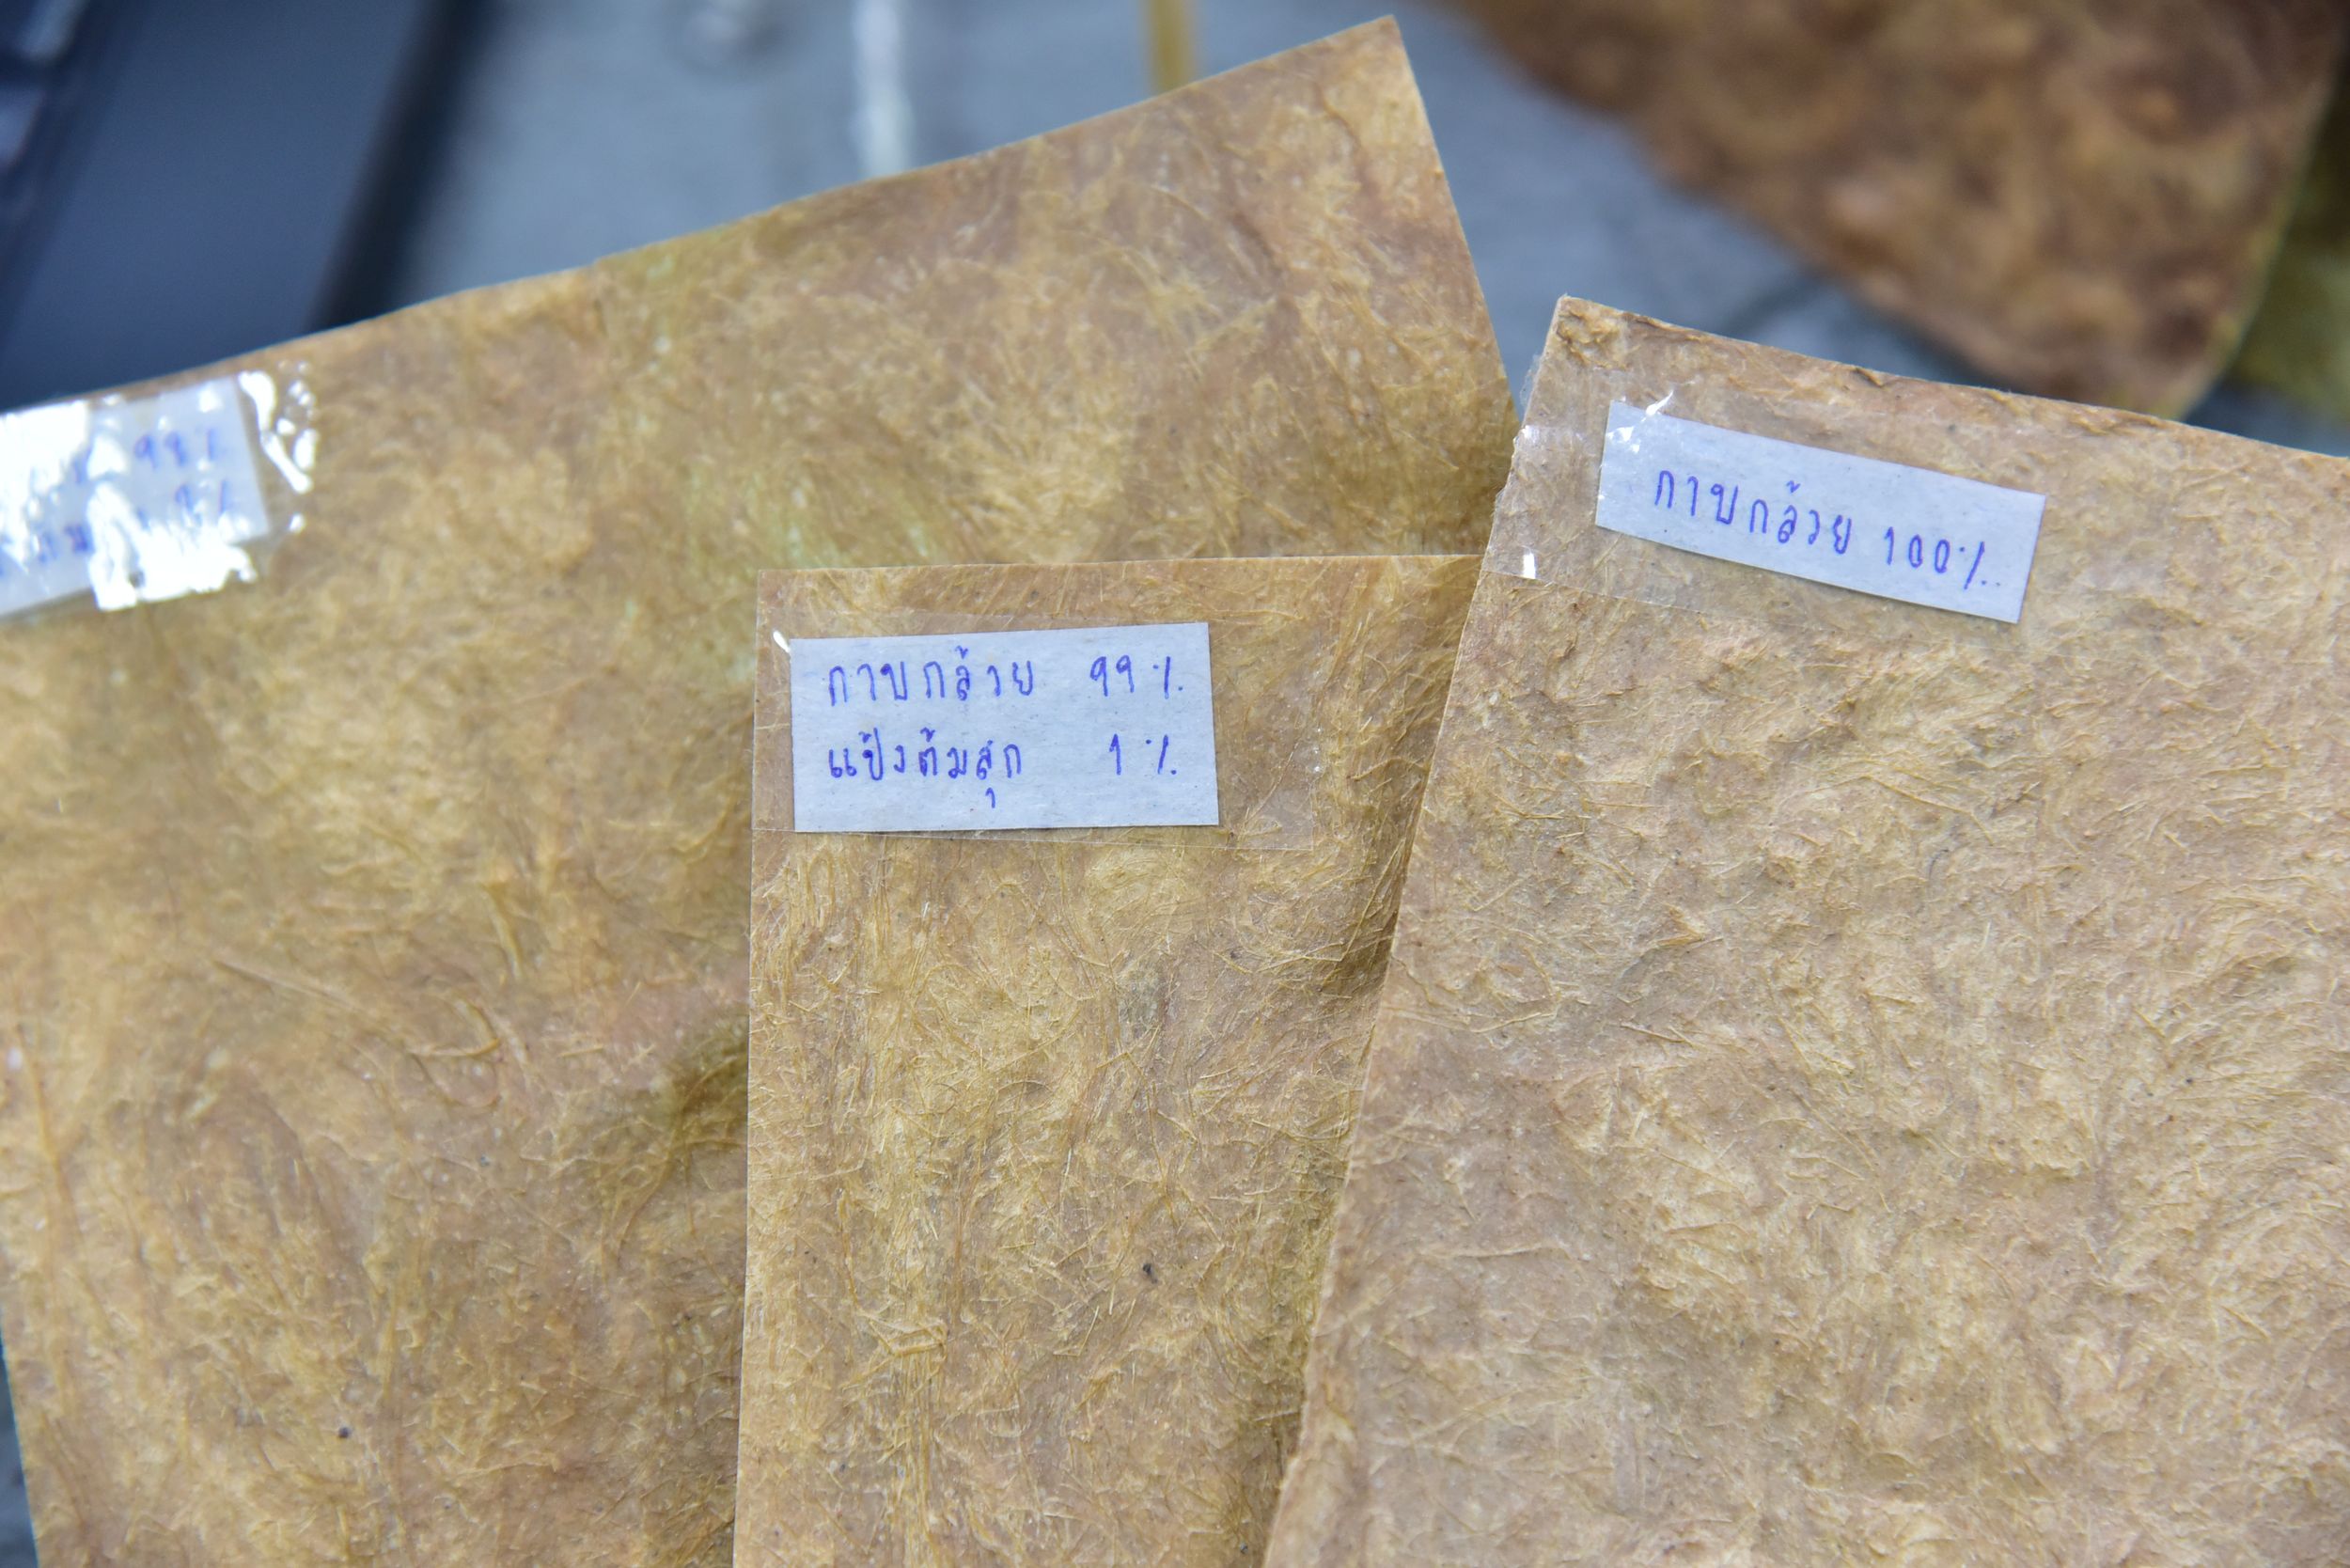 98%
กาบกล้วย 99%
แป้งต้มสุก 1%
กาบกล้วย 100%